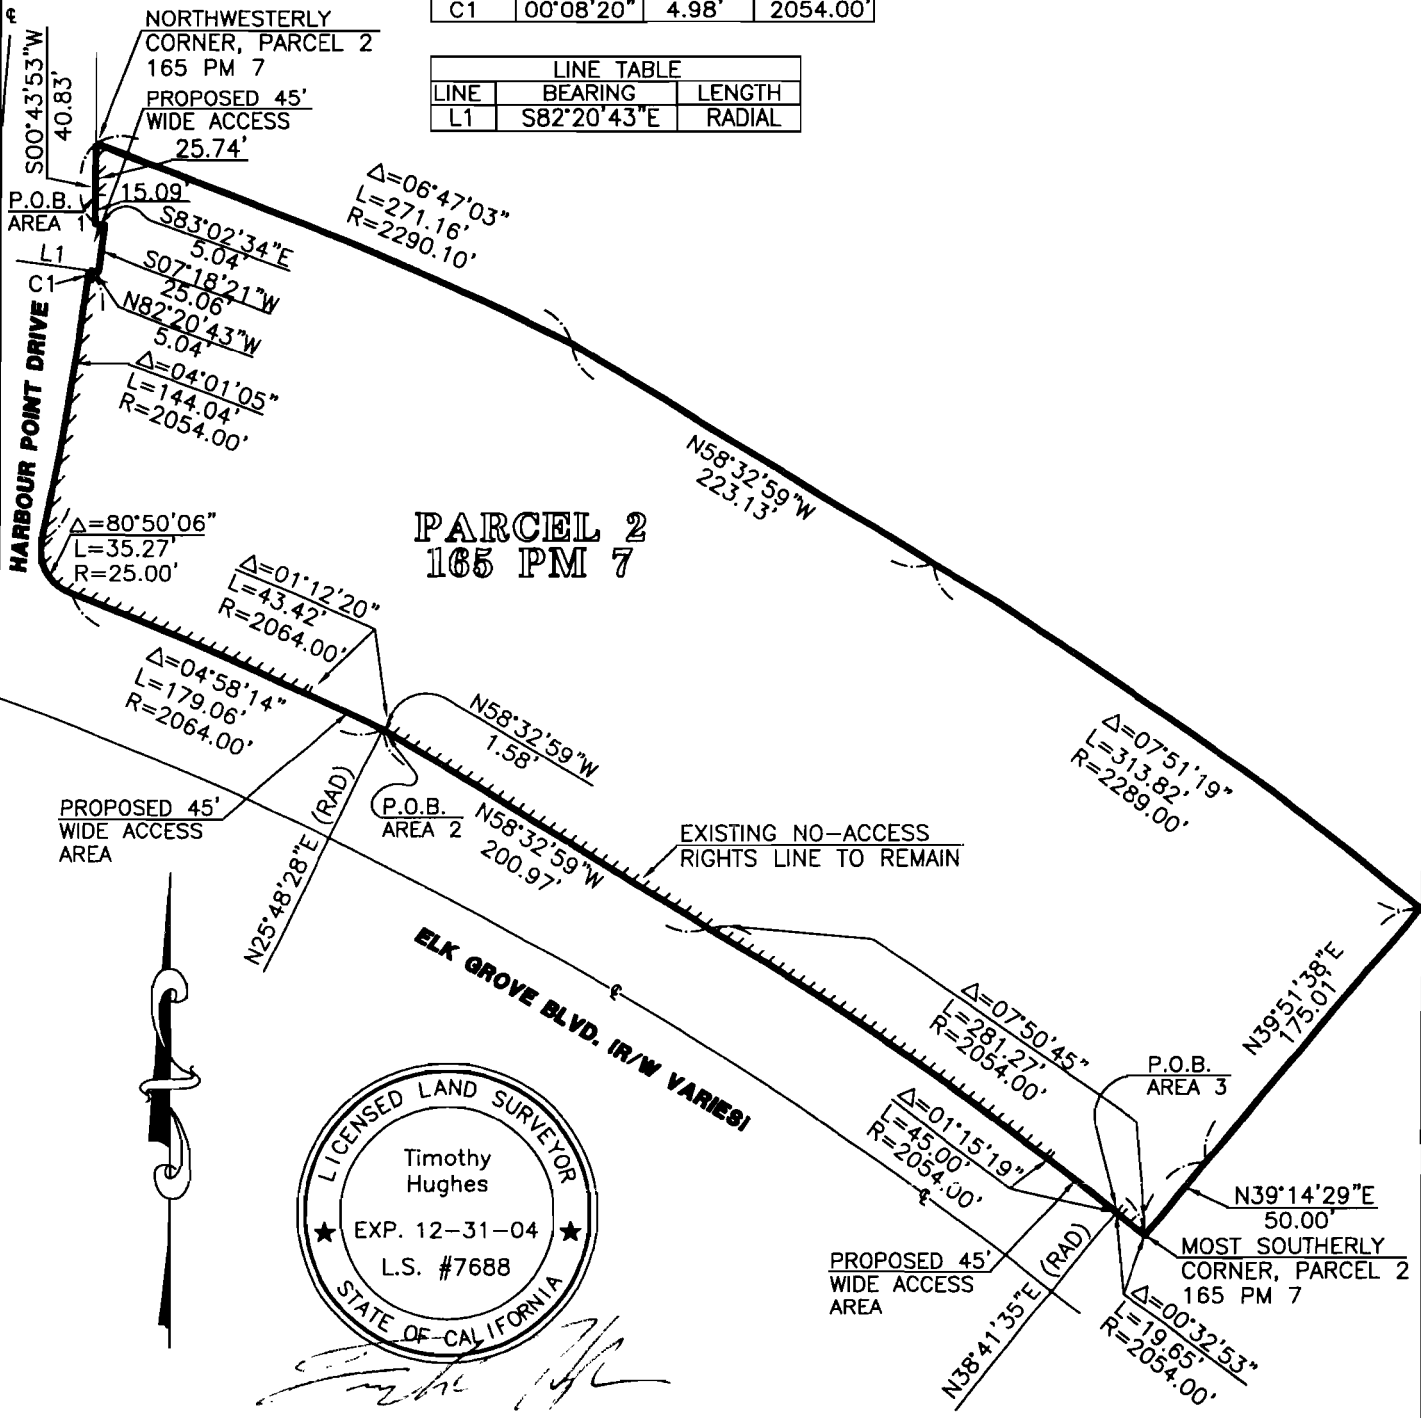 C1 00°08'20" 4.98' 2054.00'
LINE TABLE
LINE BEARING LENGTH
L1 S82°20'43"E RADIAL
S00°43'53"W
40.83'
NORTHWESTERLY
CORNER, PARCEL 2
165 PM 7
PROPOSED 45'
WIDE ACCESS
25.74'
15.09'
P.O.B.
AREA 1
S83°02'34"E
5.04'
L1
S07°18'21"W
25.06'
C1
N82°20'43"W
5.04'
Δ=04°01'05"
L=144.04'
R=2054.00'
Δ=06°47'03"
L=271.16'
R=2290.10'
HARBOUR POINT DRIVE
N58°32'59"W
223.13'
PARCEL 2
165 PM 7
Δ=80°50'06"
L=35.27'
R=25.00'
Δ=01°12'20"
L=43.42'
R=2064.00'
Δ=04°58'14"
L=179.06'
R=2064.00'
N58°32'59"W
1.58'
Δ=07°51'19"
L=313.82'
R=2289.00'
PROPOSED 45'
WIDE ACCESS
AREA
N25°48'28"E (RAD)
P.O.B.
AREA 2
N58°32'59"W
200.97'
EXISTING NO-ACCESS
RIGHTS LINE TO REMAIN
ELK GROVE BLVD. (R/W VARIES)
Δ=07°50'45"
L=281.27'
R=2054.00'
N39°51'38"E
175.01'
P.O.B.
AREA 3
Δ=01°15'19"
L=45.00'
R=2054.00'
N39°14'29"E
50.00'
MOST SOUTHERLY
CORNER, PARCEL 2
165 PM 7
PROPOSED 45'
WIDE ACCESS
AREA
N38°41'35"E (RAD)
Δ=00°32'53"
L=19.65'
R=2054.00'
LICENSED LAND SURVEYOR
Timothy
Hughes
EXP. 12-31-04
L.S. #7688
STATE OF CALIFORNIA